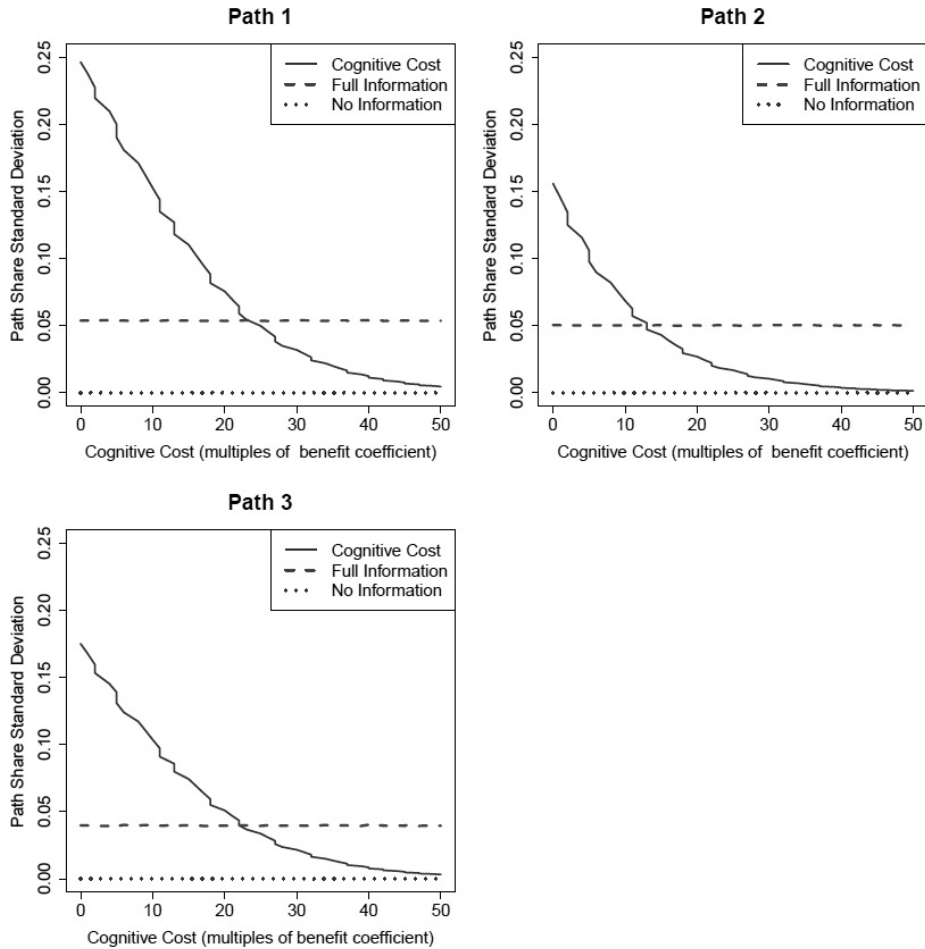 Path 1
Path Share Standard Deviation
0.25
0.20
0.15
0.10
0.05
0.00
Cognitive Cost
Full Information
No Information
0 10 20 30 40 50
Cognitive Cost (multiples of benefit coefficient)
Path 2
Path Share Standard Deviation
0.25
0.20
0.15
0.10
0.05
0.00
Cognitive Cost
Full Information
No Information
0 10 20 30 40 50
Cognitive Cost (multiples of benefit coefficient)
Path 3
Path Share Standard Deviation
0.25
0.20
0.15
0.10
0.05
0.00
Cognitive Cost
Full Information
No Information
0 10 20 30 40 50
Cognitive Cost (multiples of benefit coefficient)